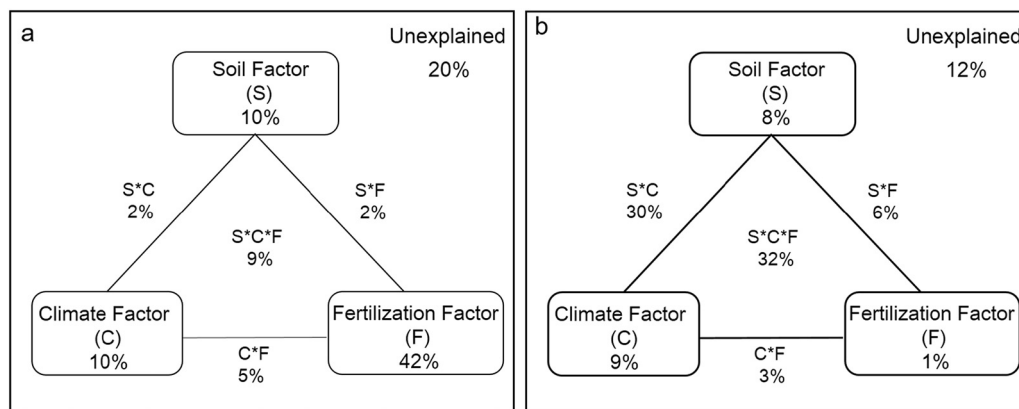 a
Unexplained
20%
Soil Factor
(S)
10%
S*C
2%
S*F
2%
S*C*F
9%
Climate Factor
(C)
10%
C*F
5%
Fertilization Factor
(F)
42%
b
Unexplained
12%
Soil Factor
(S)
8%
S*C
30%
S*F
6%
S*C*F
32%
Climate Factor
(C)
9%
C*F
3%
Fertilization Factor
(F)
1%